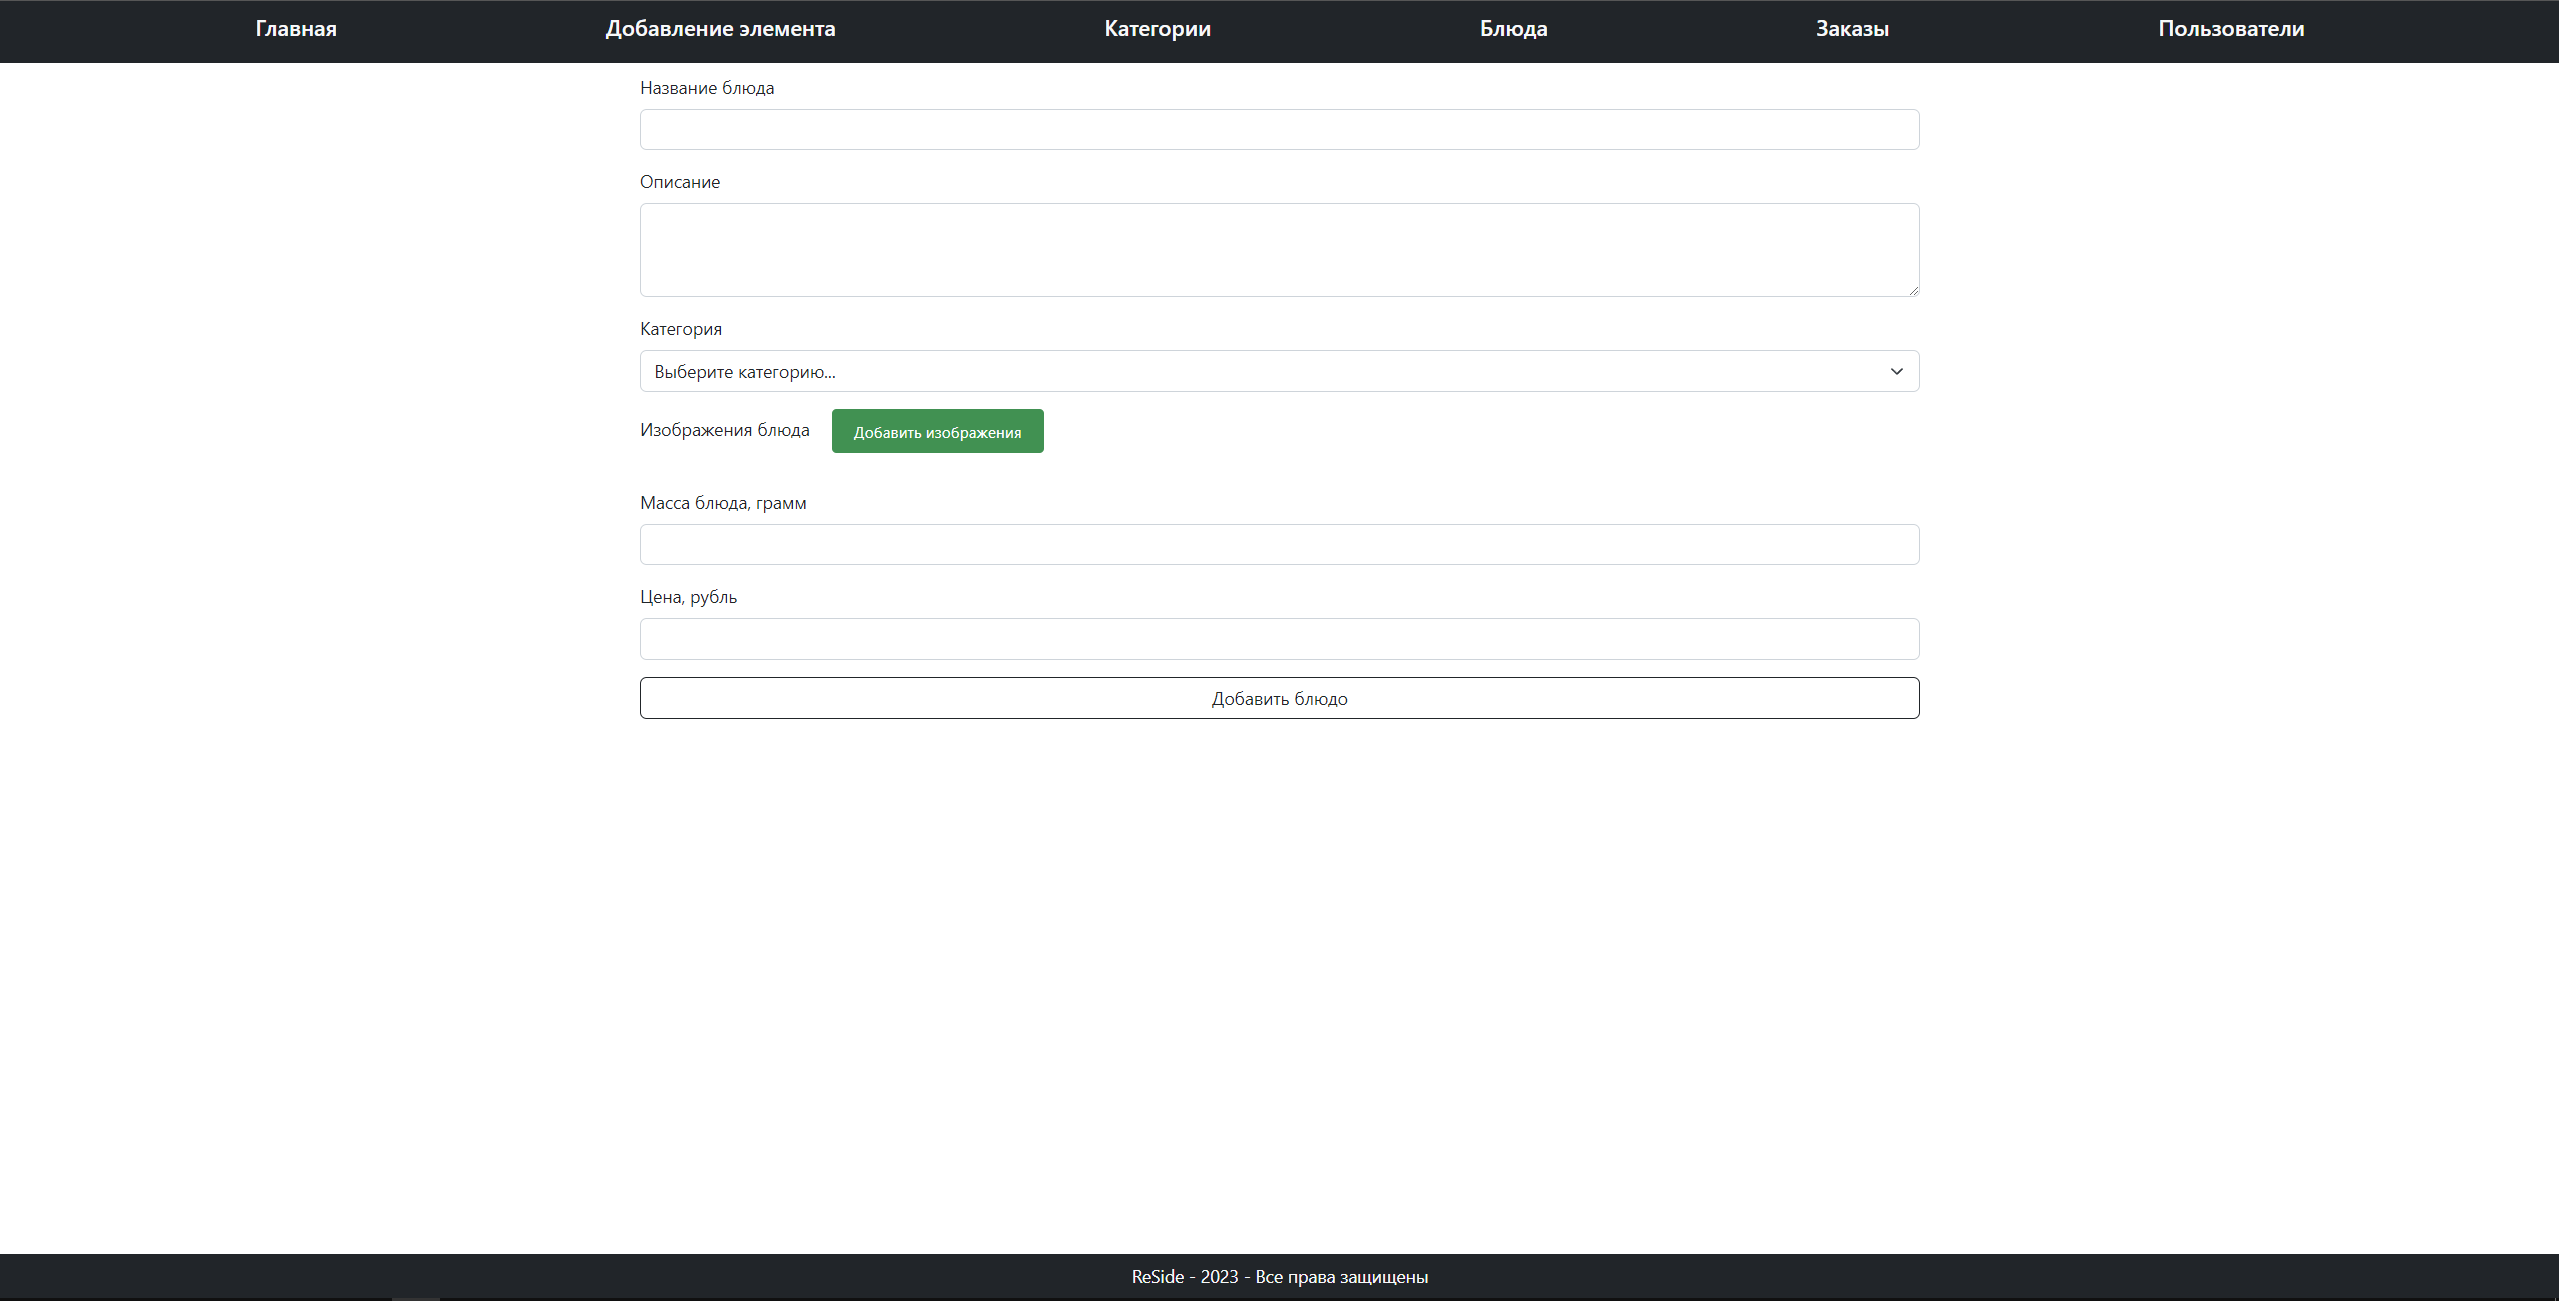 Главная Добавление элемента Категории Блюда Заказы Пользователи
Название блюда
Описание
Категория
Выберите категорию...
Изображения блюда Добавить изображения
Масса блюда, грамм
Цена, рубль
Добавить блюдо
ReSide - 2023 - Все права защищены